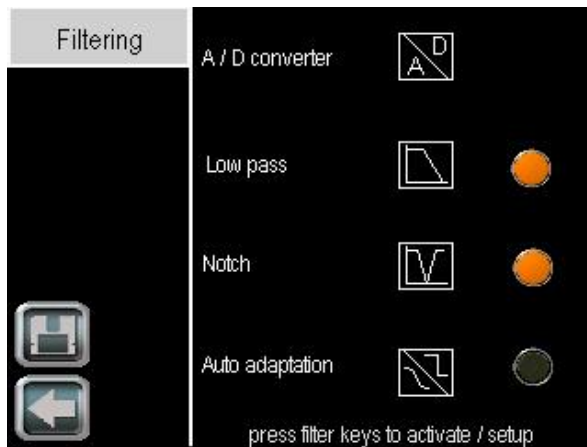 Filtering
A / D converter
A D
Low pass
Notch
Auto adaptation
press filter keys to activate / setup